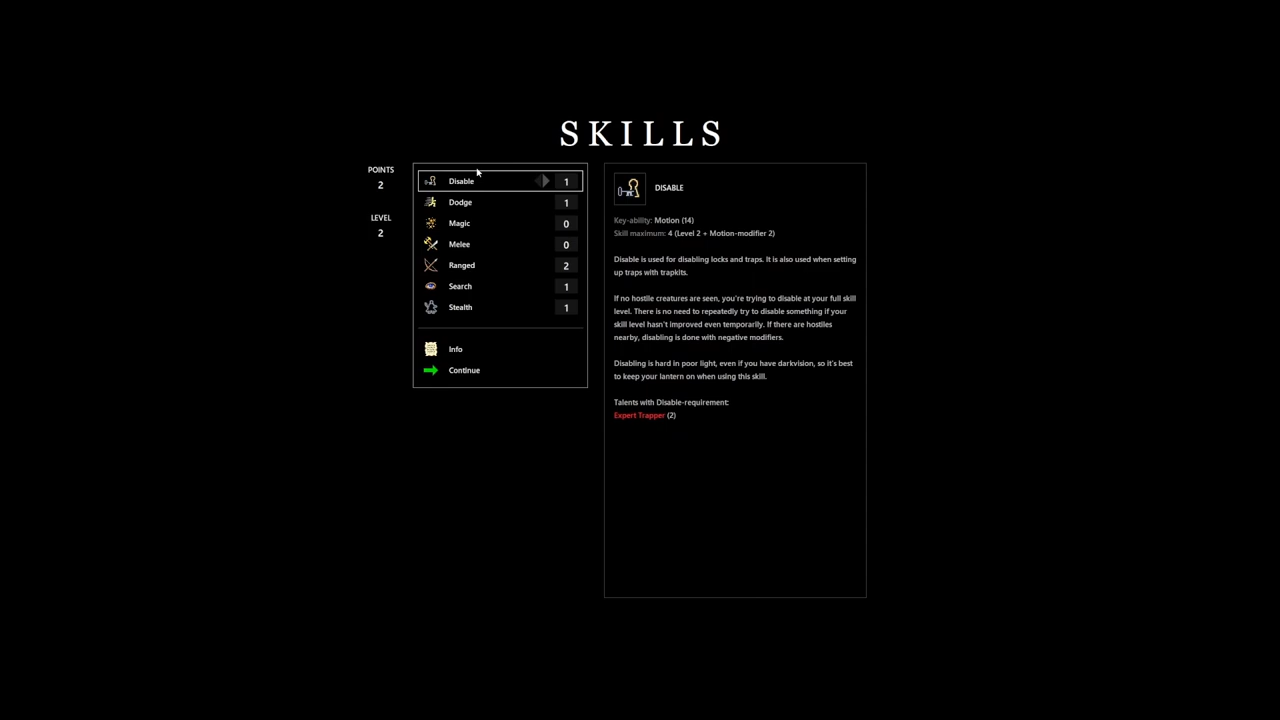 SKILLS
POINTS
2
LEVEL
2
Disable 1
Dodge 1
Magic 0
Melee 0
Ranged 2
Search 1
Stealth 1
Info
Continue
DISABLE
Key-ability: Motion (14)
Skill maximum: 4 (Level 2 + Motion-modifier 2)
Disable is used for disabling locks and traps. It is also used when setting
up traps with trapkits.
If no hostile creatures are seen, you're trying to disable at your full skill
level. There is no need to repeatedly try to disable something if your
skill level hasn't improved even temporarily. If there are hostiles
nearby, disabling is done with negative modifiers.
Disabling is hard in poor light, even if you have darkvision, so it's best
to keep your lantern on when using this skill.
Talents with Disable-requirement:
Expert Trapper (2)